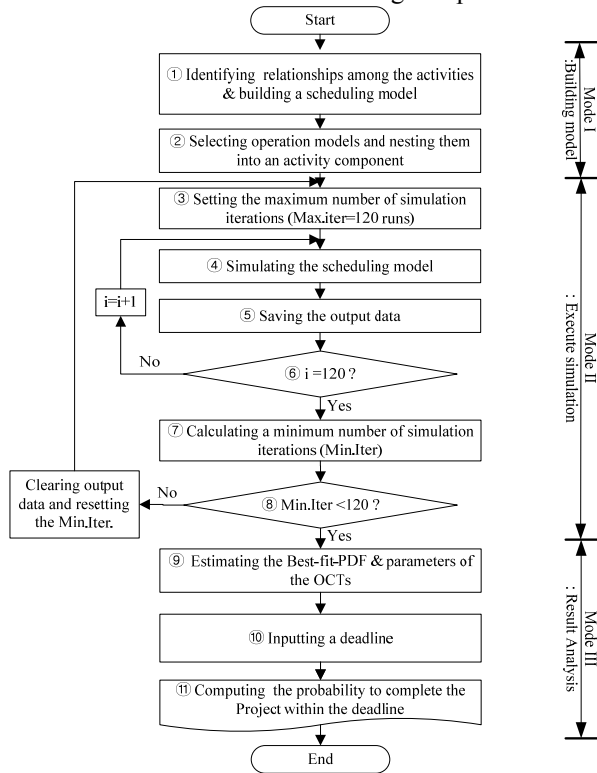 Start
① Identifying relationships among the activities
& building a scheduling model
② Selecting operation models and nesting them
into an activity component
③ Setting the maximum number of simulation
iterations (Max.iter=120 runs)
④ Simulating the scheduling model
i=i+1
⑤ Saving the output data
No
⑥ i =120 ?
Yes
⑦ Calculating a minimum number of simulation
iterations (Min.Iter)
Clearing output
data and resetting
the Min.Iter.
No
⑧ Min.Iter <120 ?
Yes
⑨ Estimating the Best-fit-PDF & parameters of
the OCTs
⑩ Inputting a deadline
⑪ Computing the probability to complete the
Project within the deadline
End
Mode I
:Building model
Mode II
: Execute simulation
Mode III
: Result Analysis